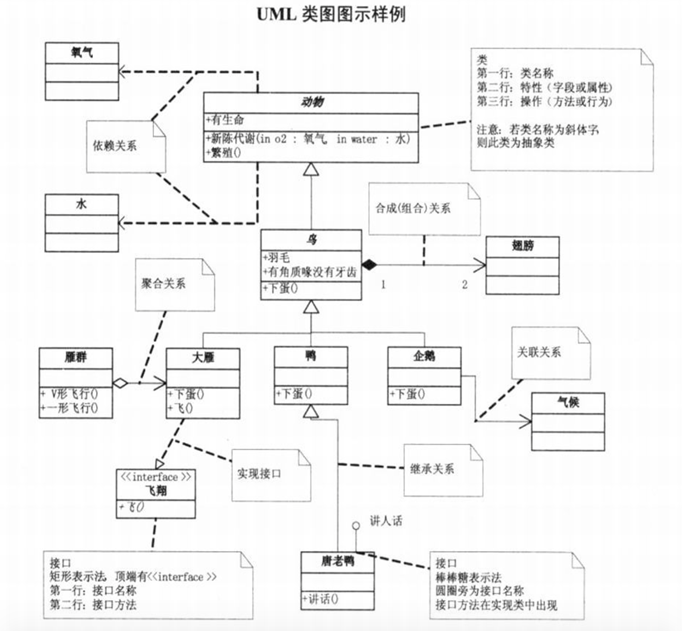 UML 类图图示样例
氧气
动物
+有生命
+新陈代谢(in o2 : 氧气, in water : 水)
+繁殖()
类
第一行：类名称
第二行：特性（字段或属性）
第三行：操作（方法或行为）
注意：若类名称为斜体字，
则此类为抽象类
依赖关系
水
合成(组合)关系
鸟
+羽毛
+有角质喙没有牙齿
+下蛋()
1
2
翅膀
聚合关系
雁群
+ V形飞行()
+一形飞行()
大雁
+下蛋()
+飞()
鸭
+下蛋()
企鹅
+下蛋()
关联关系
气候
<<interface>>
飞翔
+飞()
实现接口
继承关系
讲人话
唐老鸭
+讲话()
接口
矩形表示法，顶端有<<interface>>
第一行：接口名称
第二行：接口方法
接口
棒棒糖表示法
圆圈旁为接口名称
接口方法在实现类中出现